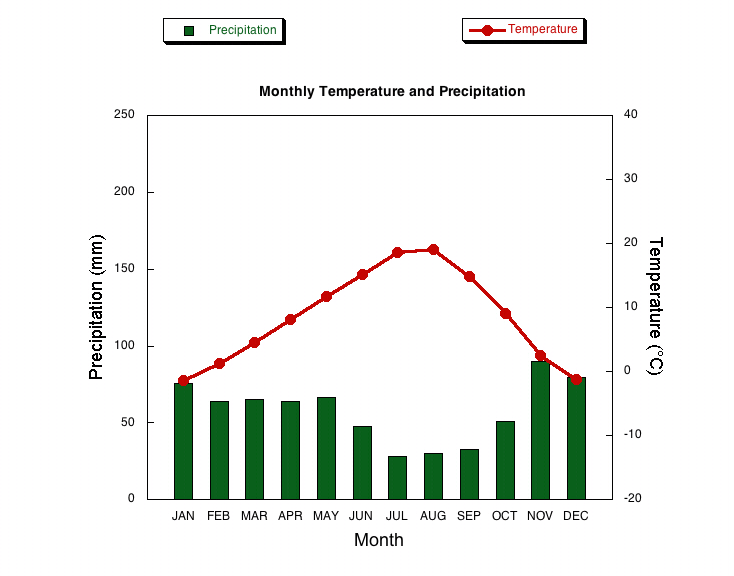 Precipitation
Temperature
Monthly Temperature and Precipitation
250
200
150
100
50
0
Precipitation (mm)
40
30
20
10
0
-10
-20
Temperature (°C)
JAN FEB MAR APR MAY JUN JUL AUG SEP OCT NOV DEC
Month